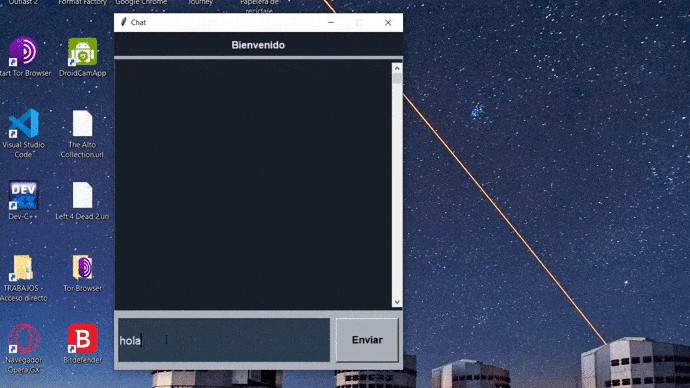 Outlast 2
Format Factory
Google Chrome
Journey
Papelera de
reciclaje
Chat
Bienvenido
tart Tor Browser
DroidCamApp
Visual Studio
Code
The Alto
Collection.url
DEV
Dev-C++
Left 4 Dead 2.url
TRABAJOS -
Acceso directo
Tor Browser
Navegador
Opera GX
B
Bitdefender
hola
Enviar